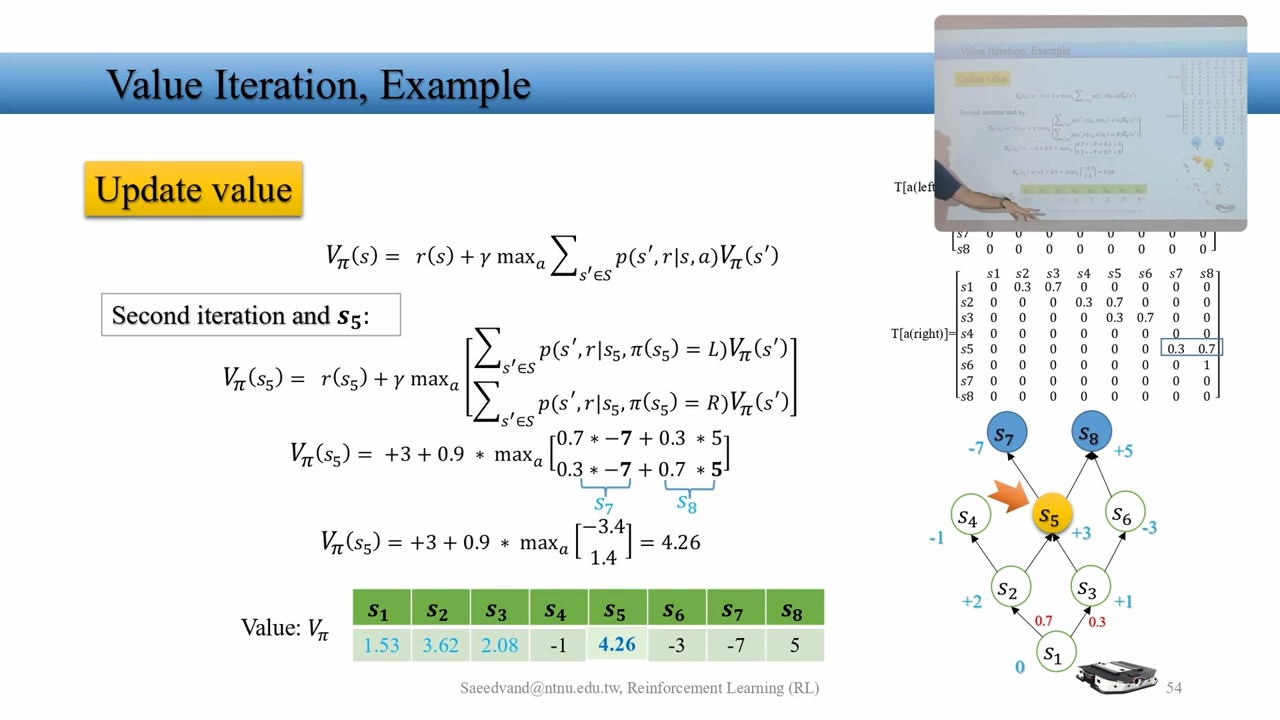 Value Iteration, Example
Update value
V_π(s) = r(s) + γ max_a ∑_{s'∈S} p(s', r|s, a)V_π(s')
Second iteration and s_5:
V_π(s_5) = r(s_5) + γ max_a [∑_{s'∈S} p(s', r|s_5, π(s_5) = L)V_π(s')
∑_{s'∈S} p(s', r|s_5, π(s_5) = R)V_π(s')]
V_π(s_5) = +3 + 0.9 * max_a [0.7 * −7 + 0.3 * 5
0.3 * −7 + 0.7 * 5]
s_7 s_8
V_π(s_5) = +3 + 0.9 * max_a [−3.4
1.4] = 4.26
Value: V_π
s_1 s_2 s_3 s_4 s_5 s_6 s_7 s_8
1.53 3.62 2.08 -1 4.26 -3 -7 5
Value Iteration, Example
Update value
Second iteration and s_5:
T[a(left
s7 0 0 0 0 0 0 0 0
s8 0 0 0 0 0 0 0 0
T[a(right)]=
s1 s2 s3 s4 s5 s6 s7 s8
s1 0 0.3 0.7 0 0 0 0 0
s2 0 0 0 0.3 0.7 0 0 0
s3 0 0 0 0 0.3 0.7 0 0
s4 0 0 0 0 0 0 0 0
s5 0 0 0 0 0 0 0.3 0.7
s6 0 0 0 0 0 0 0 1
s7 0 0 0 0 0 0 0 0
s8 0 0 0 0 0 0 0 0
s_7 s_8
-7 +5
s_4 s_5 s_6
-1 +3 -3
s_2 s_3
+2 +1
0.7 0.3
s_1
0
Saeedvand@ntnu.edu.tw, Reinforcement Learning (RL)
54